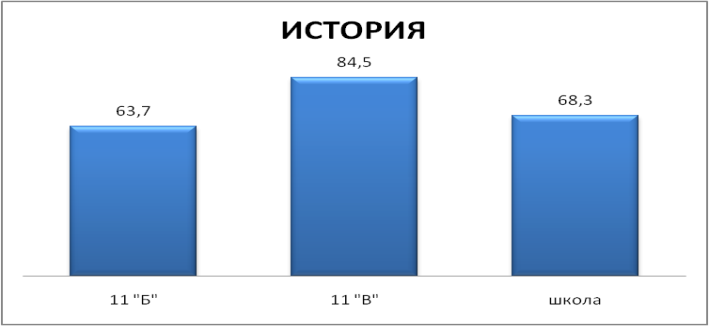 ИСТОРИЯ
84,5
68,3
63,7
11 "Б"
11 "В"
школа